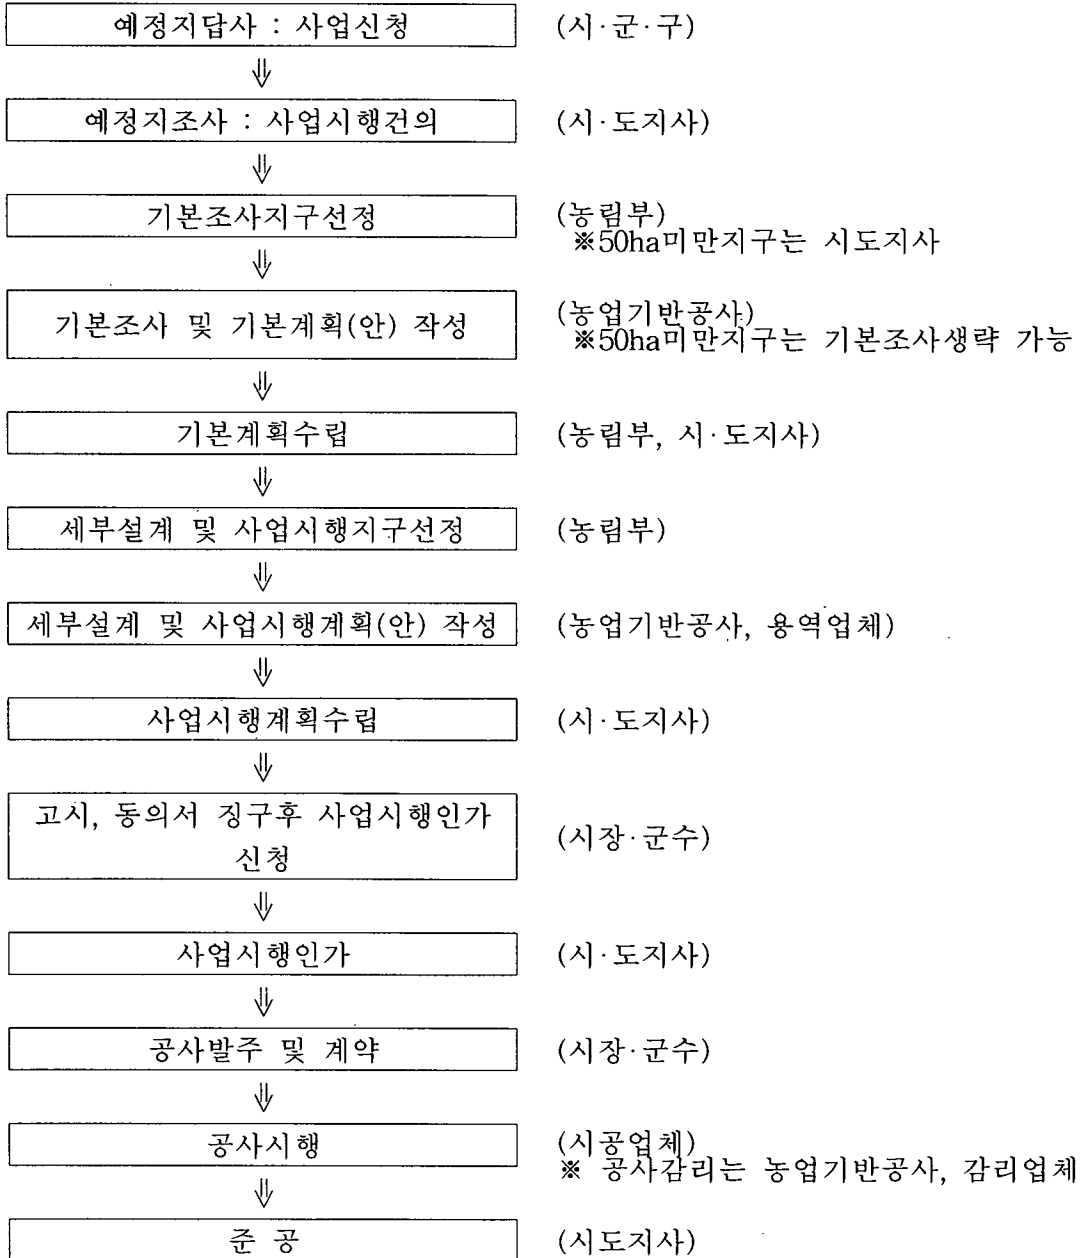 예정지답사 : 사업신청 (시·군·구)
⇓
예정지조사 : 사업시행건의 (시·도지사)
⇓
기본조사지구선정 (농림부)
※50ha미만지구는 시도지사
⇓
기본조사 및 기본계획(안) 작성 (농업기반공사)
※50ha미만지구는 기본조사생략 가능
⇓
기본계획수립 (농림부, 시·도지사)
⇓
세부설계 및 사업시행지구선정 (농림부)
⇓
세부설계 및 사업시행계획(안) 작성 (농업기반공사, 용역업체)
⇓
사업시행계획수립 (시·도지사)
⇓
고시, 동의서 징구후 사업시행인가
신청 (시장·군수)
⇓
사업시행인가 (시·도지사)
⇓
공사발주 및 계약 (시장·군수)
⇓
공사시행 (시공업체)
※ 공사감리는 농업기반공사, 감리업체
⇓
준 공 (시도지사)